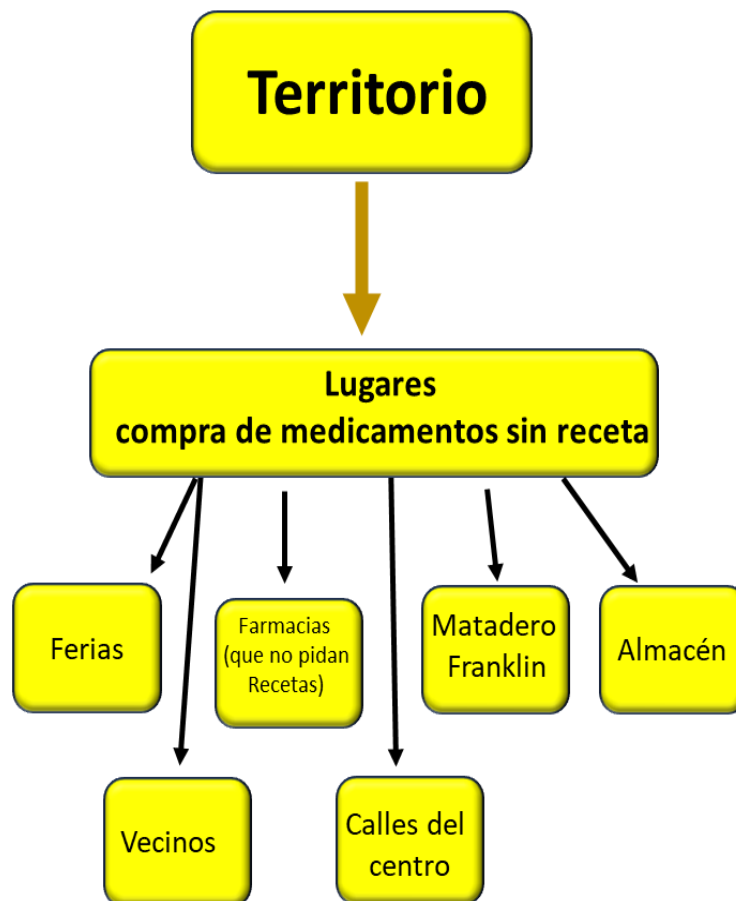 Territorio
Lugares
compra de medicamentos sin receta
Ferias
Farmacias
(que no pidan
Recetas)
Matadero
Franklin
Almacén
Vecinos
Calles del
centro